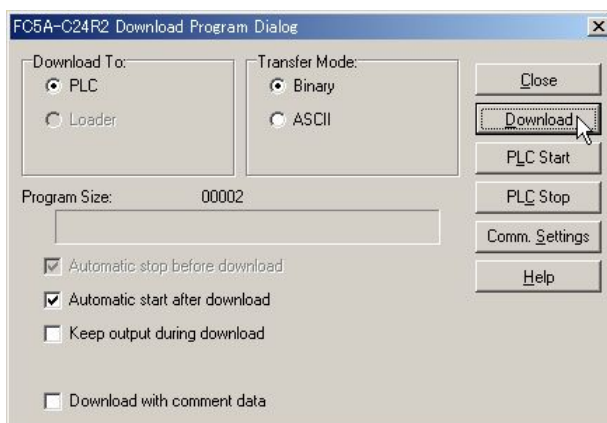 FC5A-C24R2 Download Program Dialog
Download To:
PLC
Loader
Transfer Mode:
Binary
ASCII
Close
Download
PLC Start
PLC Stop
Comm. Settings
Help
Program Size: 00002
Automatic stop before download
Automatic start after download
Keep output during download
Download with comment data